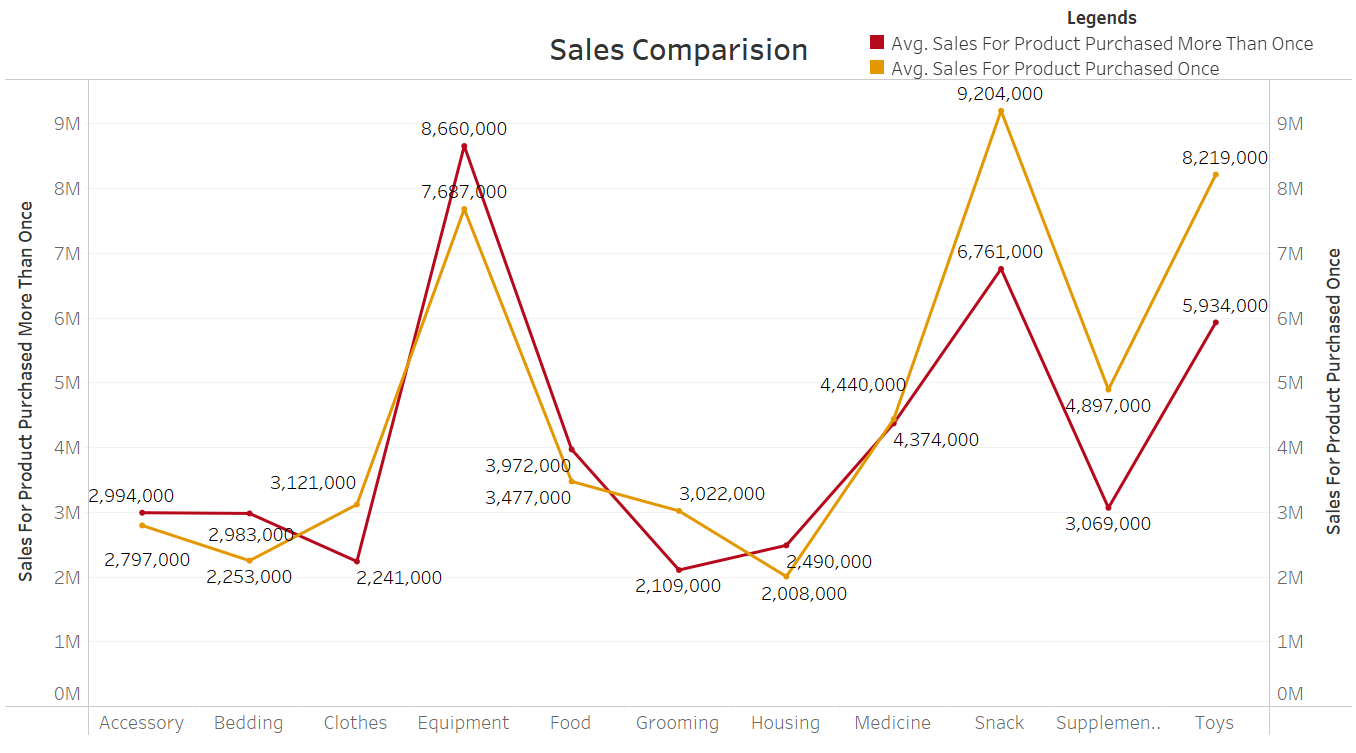 Legends
Sales Comparision
Avg. Sales For Product Purchased More Than Once
Avg. Sales For Product Purchased Once
Sales For Product Purchased More Than Once
9M
8M
7M
6M
5M
4M
3M
2M
1M
0M
9,204,000
8,660,000
8,219,000
7,687,000
6,761,000
5,934,000
4,440,000
4,897,000
4,374,000
3,972,000
3,121,000
3,477,000
3,022,000
2,994,000
3,069,000
2,983,000
2,797,000
2,490,000
2,253,000
2,241,000
2,109,000
2,008,000
9M
8M
7M
6M
5M
4M
3M
2M
1M
0M
Sales For Product Purchased Once
Accessory Bedding Clothes Equipment Food Grooming Housing Medicine Snack Supplemen.. Toys